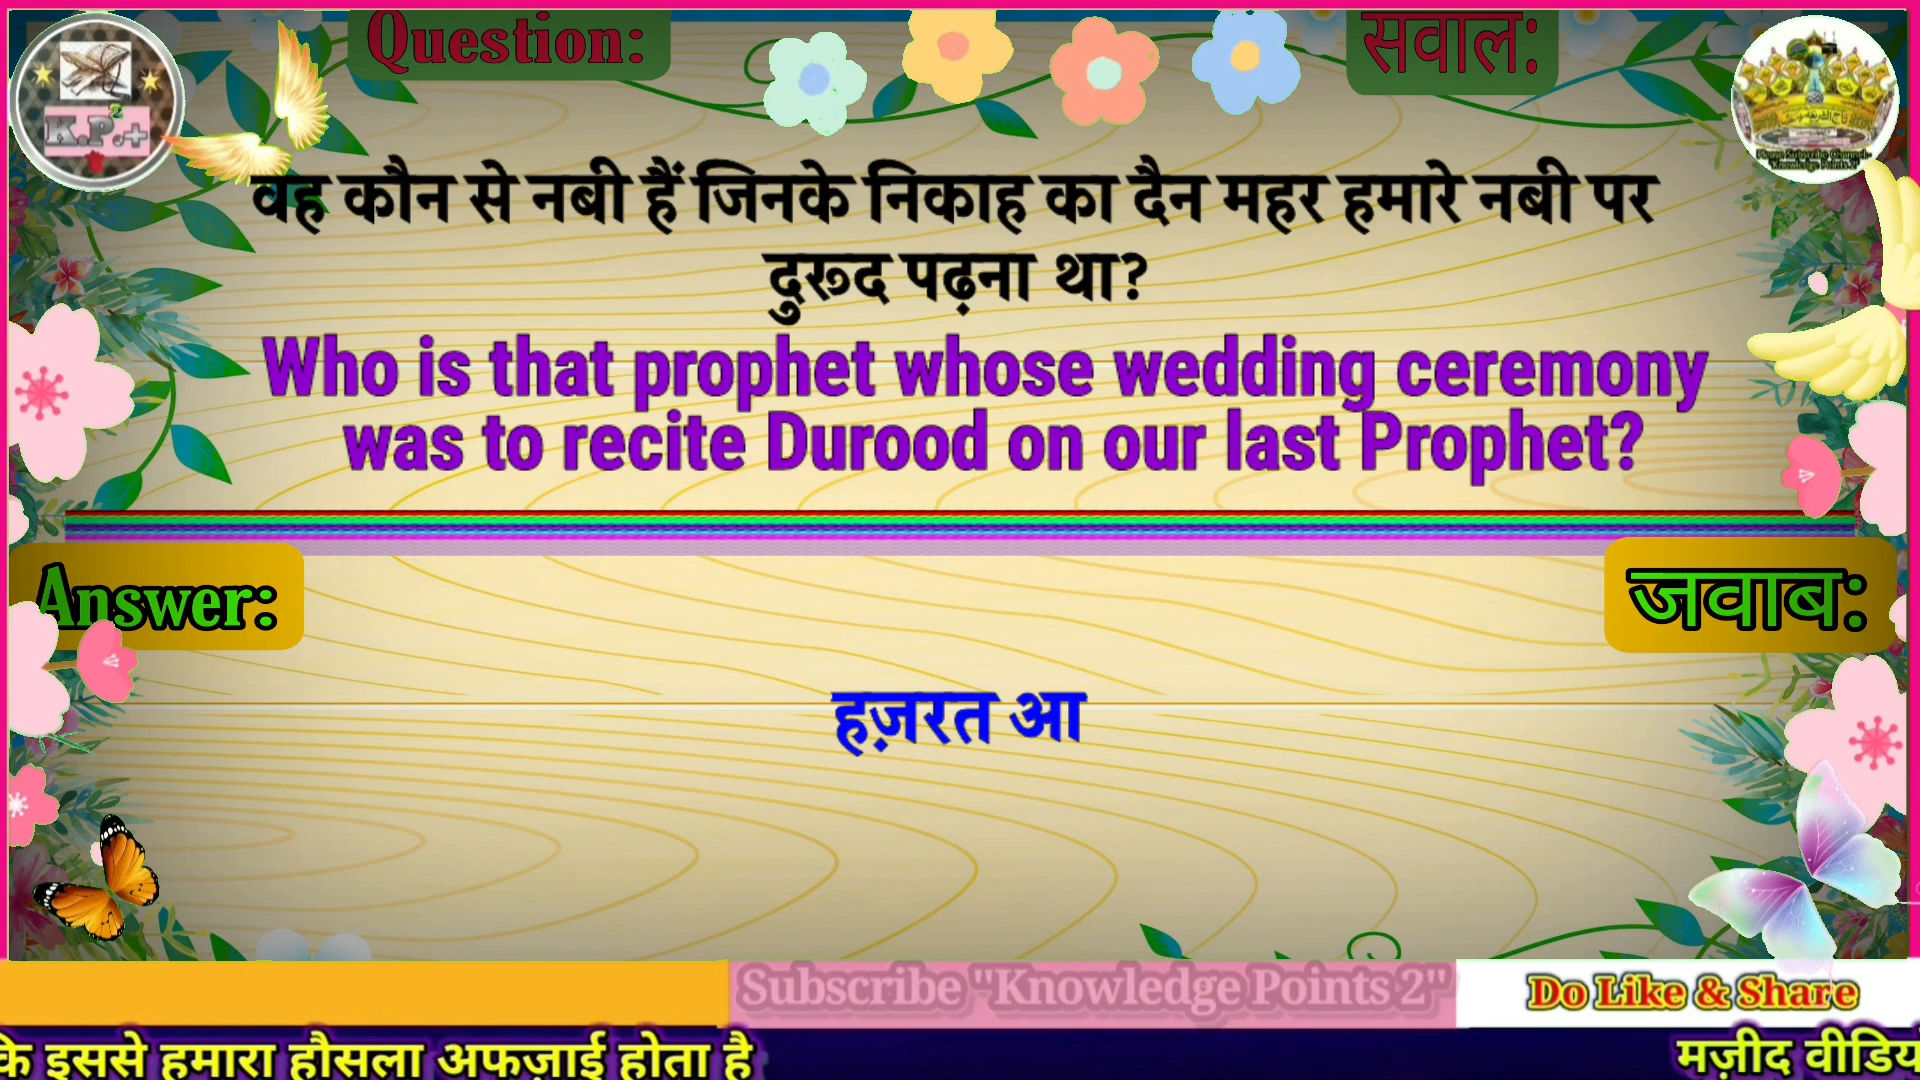 Question:
सवाल:
K.P.²+
वह कौन से नबी हैं जिनके निकाह का दैन महर हमारे नबी पर
दुरूद पढ़ना था?
Who is that prophet whose wedding ceremony
was to recite Durood on our last Prophet?
Answer:
जवाब:
हज़रत आ
Subscribe "Knowledge Points 2"
Do Like & Share
कि इससे हमारा हौसला अफज़ाई होता है
मज़ीद वीडिय